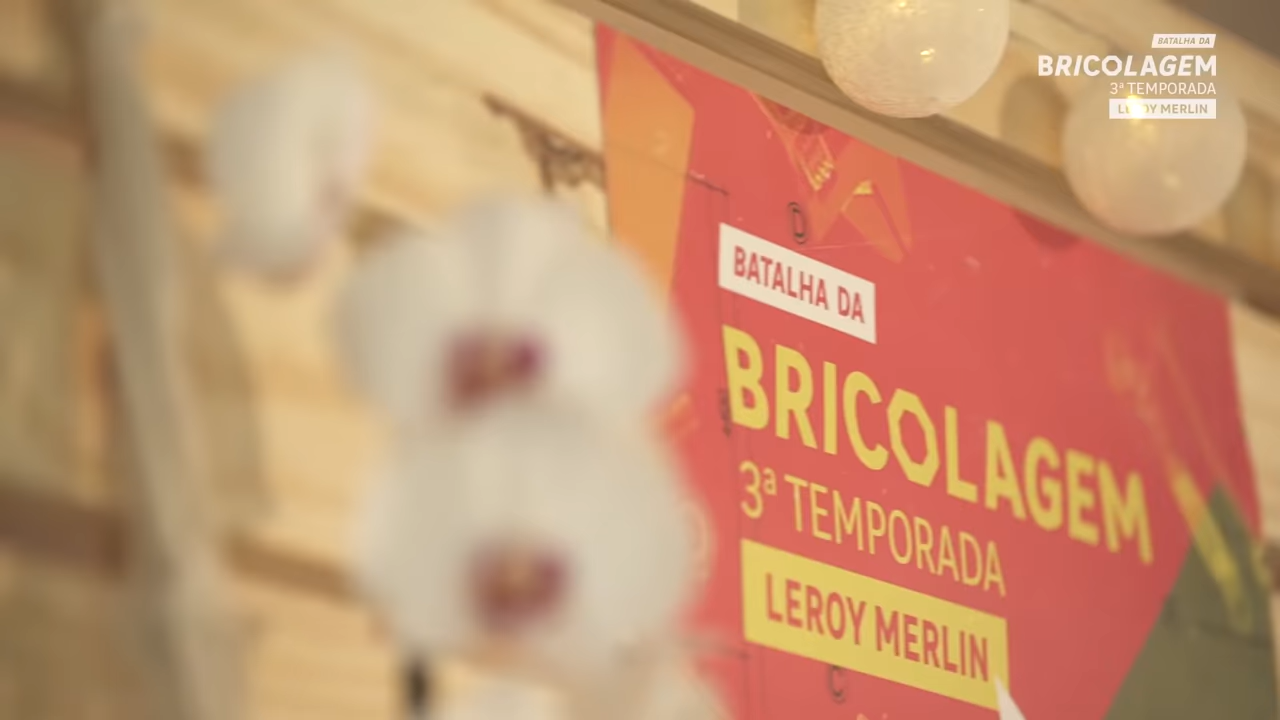 BATALHA DA
BRICOLAGEM
3ª TEMPORADA
LEROY MERLIN
D
BATALHA DA
BRICOLAGEM
3ª TEMPORADA
LEROY MERLIN
C